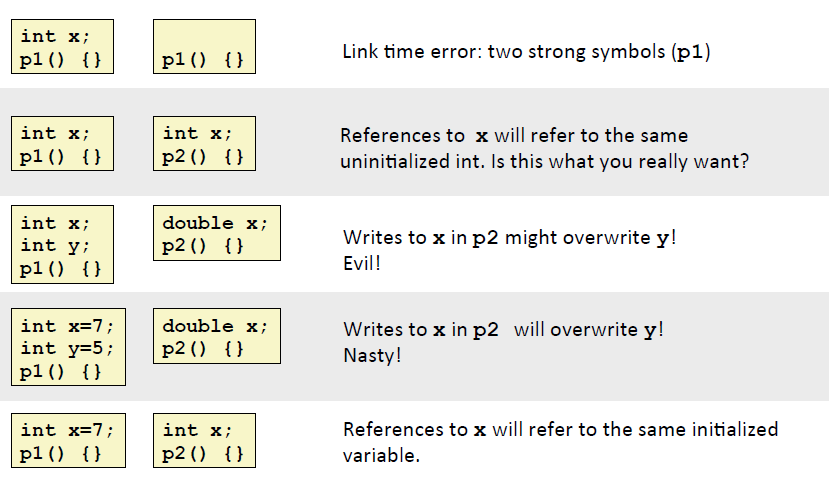 int x;
p1() {}
p1() {}
Link time error: two strong symbols (p1)
int x;
p1() {}
int x;
p2() {}
References to x will refer to the same
uninitialized int. Is this what you really want?
int x;
int y;
p1() {}
double x;
p2() {}
Writes to x in p2 might overwrite y!
Evil!
int x=7;
int y=5;
p1() {}
double x;
p2() {}
Writes to x in p2 will overwrite y!
Nasty!
int x=7;
p1() {}
int x;
p2() {}
References to x will refer to the same initialized
variable.